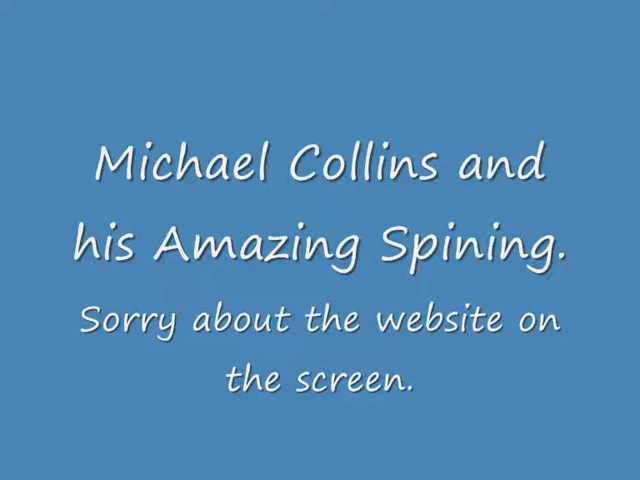 Michael Collins and
his Amazing Spining.
Sorry about the website on
the screen.